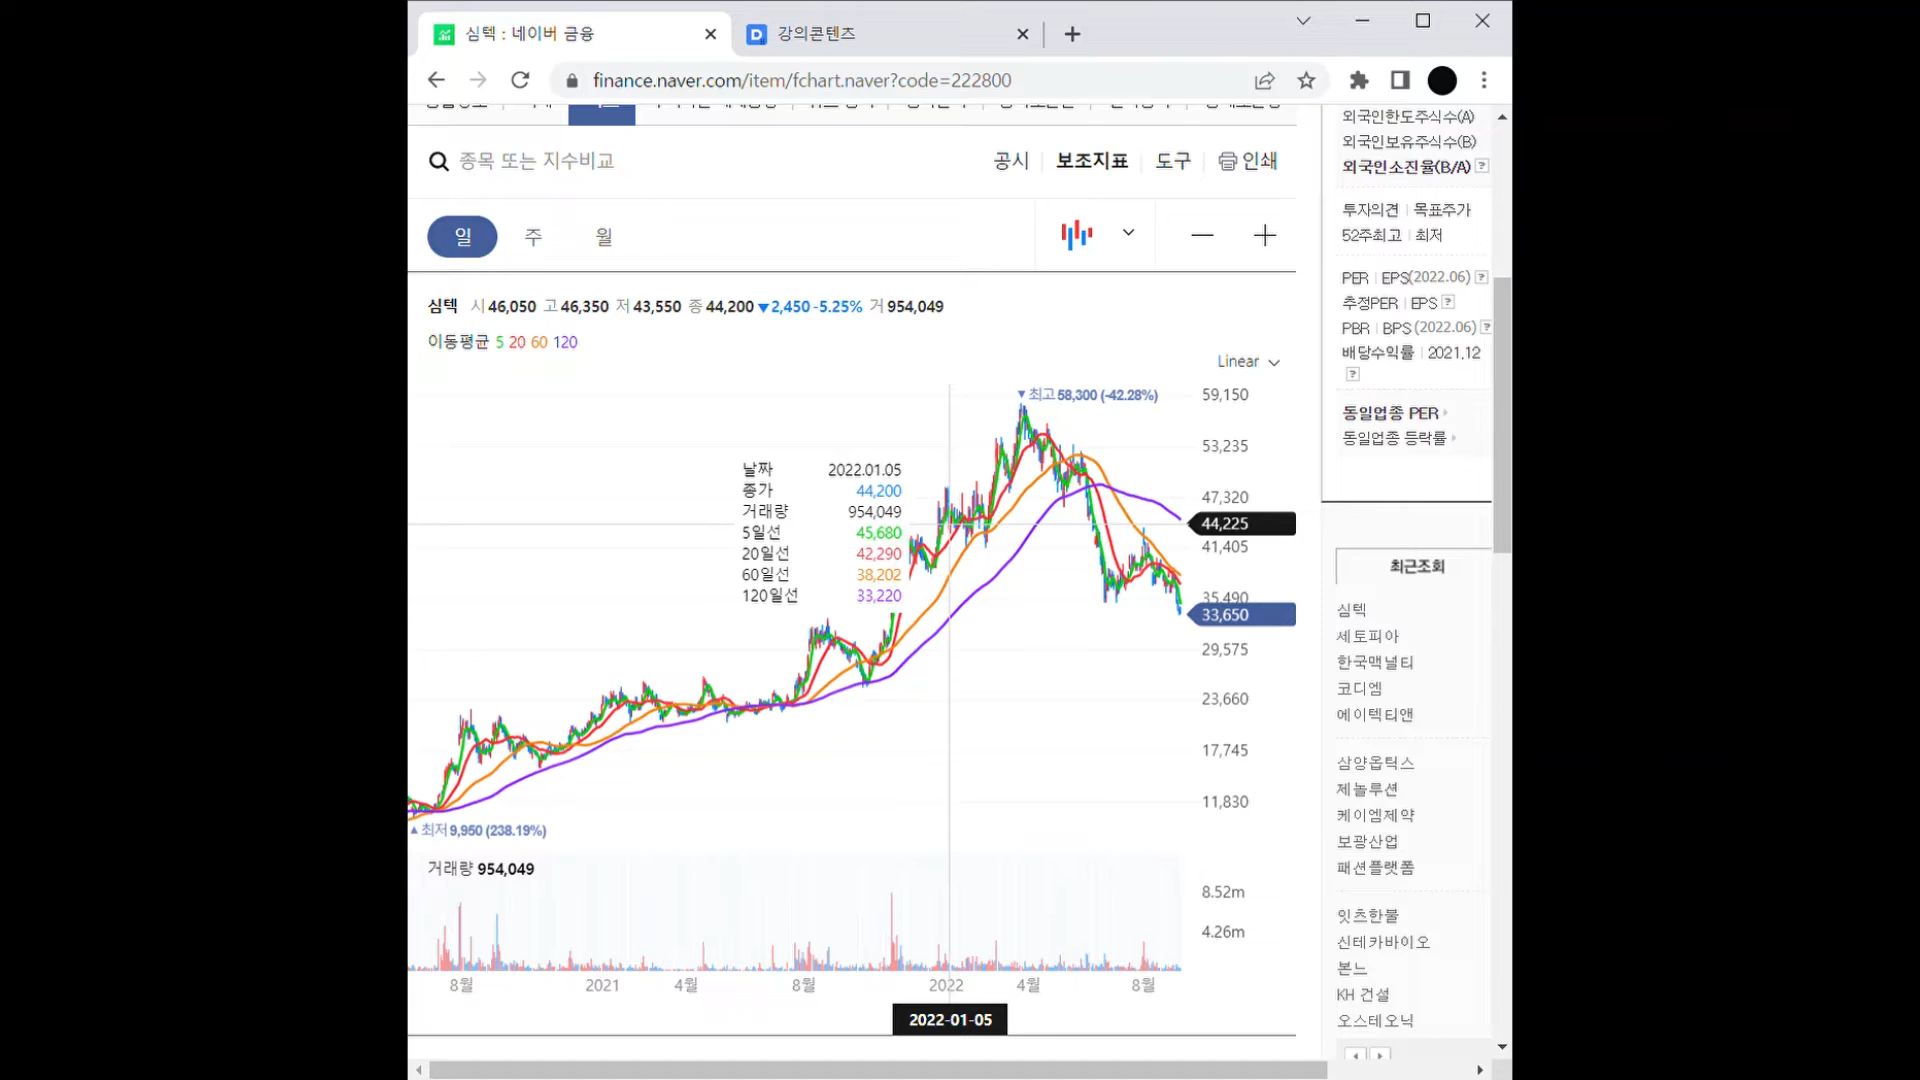 심텍 : 네이버 금융
강의콘텐츠
finance.naver.com/item/fchart.naver?code=222800
종목 또는 지수비교
공시
보조지표
도구
인쇄
일
주
월
심텍 시 46,050 고 46,350 저 43,550 종 44,200 ▼2,450 -5.25% 거 954,049
이동평균 5 20 60 120
Linear
▼최고 58,300 (-42.28%)
날짜 2022.01.05
종가 44,200
거래량 954,049
5일선 45,680
20일선 42,290
60일선 38,202
120일선 33,220
59,150
53,235
47,320
44,225
41,405
35,490
33,650
29,575
23,660
17,745
11,830
▲최저 9,950 (238.19%)
거래량 954,049
8.52m
4.26m
8월
2021
4월
8월
2022
4월
8월
2022-01-05
외국인한도주식수(A)
외국인보유주식수(B)
외국인소진율(B/A) ?
투자의견 | 목표주가
52주최고 | 최저
PER | EPS(2022.06) ?
추정PER | EPS ?
PBR | BPS (2022.06) ?
배당수익률 | 2021.12
?
동일업종 PER
동일업종 등락률
최근조회
심텍
세토피아
한국맥널티
코디엠
에이텍티앤
삼양옵틱스
제놀루션
케이엠제약
보광산업
패션플랫폼
잇츠한불
신테카바이오
본느
KH 건설
오스테오닉